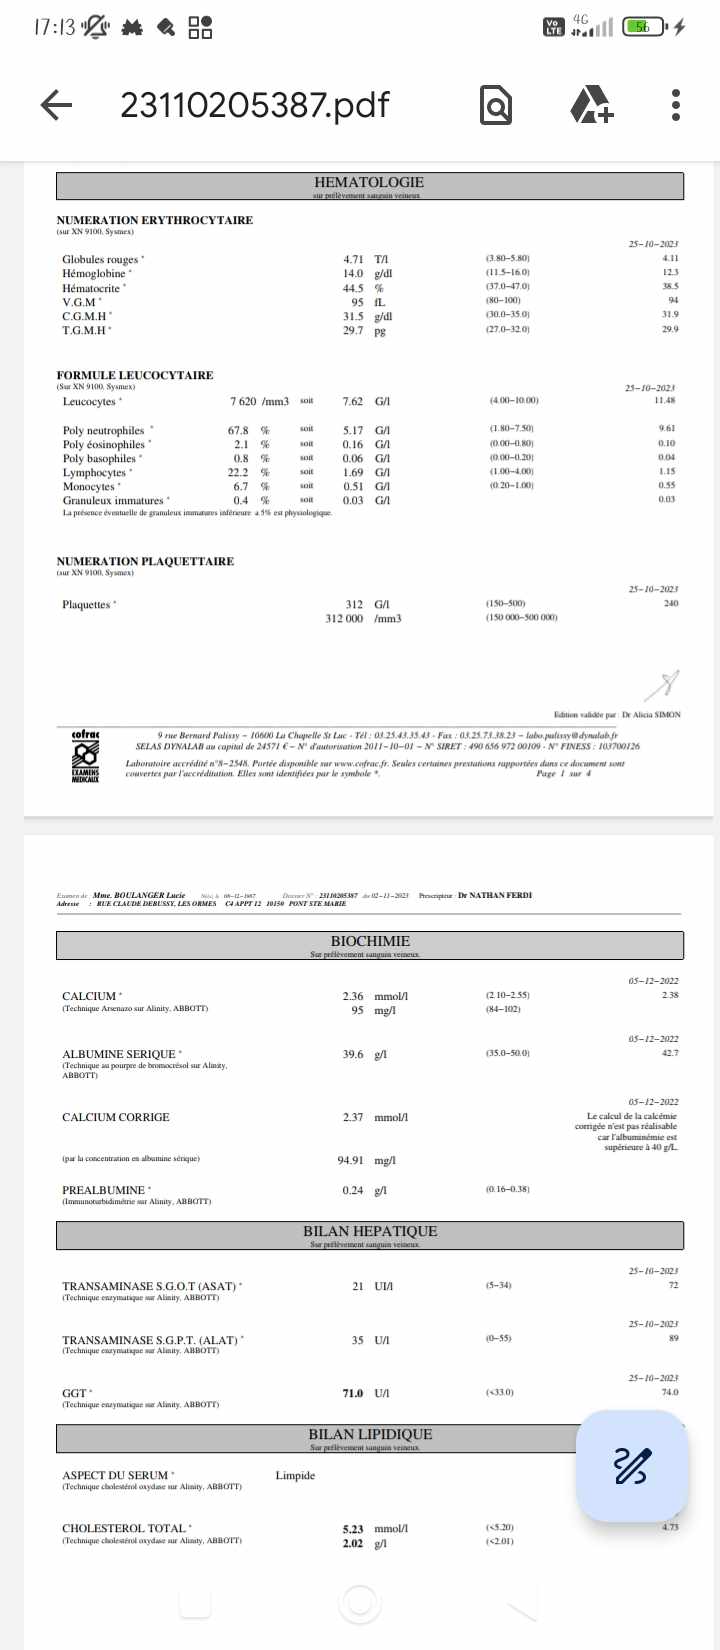 17:13
Vo LTE
4G
56
23110205387.pdf
HEMATOLOGIE
sur prélèvement sanguin veineux
NUMERATION ERYTHROCYTAIRE
(sur XN 9100, Sysmex)
25-10-2023
Globules rouges * 4.71 T/l (3.80-5.80) 4.11
Hémoglobine * 14.0 g/dl (11.5-16.0) 12.3
Hématocrite * 44.5 % (37.0-47.0) 38.5
V.G.M * 95 fL (80-100) 94
C.G.M.H * 31.5 g/dl (30.0-35.0) 31.9
T.G.M.H * 29.7 pg (27.0-32.0) 29.9
FORMULE LEUCOCYTAIRE
(Sur XN 9100, Sysmex)
25-10-2023
Leucocytes * 7 620 /mm3 soit 7.62 G/l (4.00-10.00) 11.48
Poly neutrophiles * 67.8 % soit 5.17 G/l (1.80-7.50) 9.61
Poly éosinophiles * 2.1 % soit 0.16 G/l (0.00-0.80) 0.10
Poly basophiles * 0.8 % soit 0.06 G/l (0.00-0.20) 0.04
Lymphocytes * 22.2 % soit 1.69 G/l (1.00-4.00) 1.15
Monocytes * 6.7 % soit 0.51 G/l (0.20-1.00) 0.55
Granuleux immatures * 0.4 % soit 0.03 G/l 0.03
La présence éventuelle de granuleux immatures inférieure a 5% est physiologique.
NUMERATION PLAQUETTAIRE
(sur XN 9100, Sysmex)
25-10-2023
Plaquettes * 312 G/l (150-500) 240
312 000 /mm3 (150 000-500 000)
Edition validée par : Dr Alicia SIMON
cofrac
EXAMENS
MEDICAUX
9 rue Bernard Palissy - 10600 La Chapelle St Luc - Tél : 03.25.43.35.43 - Fax : 03.25.73.38.23 - labo.palissy@dynalab.fr
SELAS DYNALAB au capital de 24571 € - N° d'autorisation 2011-10-01 - N° SIRET : 490 656 972 00109 - N° FINESS : 103700126
Laboratoire accrédité n°8-2548. Portée disponible sur www.cofrac.fr. Seules certaines prestations rapportées dans ce document sont
couvertes par l'accréditation. Elles sont identifiées par le symbole *. Page 1 sur 4
Examen de Mme. BOULANGER Lucie Né(e) le 08-12-1987 Dossier N° : 23110205387 du 02-11-2023 Prescripteur : Dr NATHAN FERDI
Adresse : RUE CLAUDE DEBUSSY, LES ORMES C4 APPT 12 10150 PONT STE MARIE
BIOCHIMIE
Sur prélèvement sanguin veineux.
05-12-2022
CALCIUM * 2.36 mmol/l (2.10-2.55) 2.38
(Technique Arsenazo sur Alinity, ABBOTT) 95 mg/l (84-102)
05-12-2022
ALBUMINE SERIQUE * 39.6 g/l (35.0-50.0) 42.7
(Technique au pourpre de bromocrésol sur Alinity,
ABBOTT)
05-12-2022
CALCIUM CORRIGE 2.37 mmol/l Le calcul de la calcémie
corrigée n'est pas réalisable
car l'albuminémie est
supérieure à 40 g/L.
(par la concentration en albumine sérique) 94.91 mg/l
PREALBUMINE * 0.24 g/l (0.16-0.38)
(Immunoturbidimétrie sur Alinity, ABBOTT)
BILAN HEPATIQUE
Sur prélèvement sanguin veineux.
25-10-2023
TRANSAMINASE S.G.O.T (ASAT) * 21 UI/l (5-34) 72
(Technique enzymatique sur Alinity, ABBOTT)
25-10-2023
TRANSAMINASE S.G.P.T. (ALAT) * 35 U/l (0-55) 89
(Technique enzymatique sur Alinity, ABBOTT)
25-10-2023
GGT * 71.0 U/l (<33.0) 74.0
(Technique enzymatique sur Alinity, ABBOTT)
BILAN LIPIDIQUE
Sur prélèvement sanguin veineux.
ASPECT DU SERUM * Limpide
(Technique cholestérol oxydase sur Alinity, ABBOTT)
CHOLESTEROL TOTAL * 5.23 mmol/l (<5.20) 4.73
(Technique cholestérol oxydase sur Alinity, ABBOTT) 2.02 g/l (<2.01)